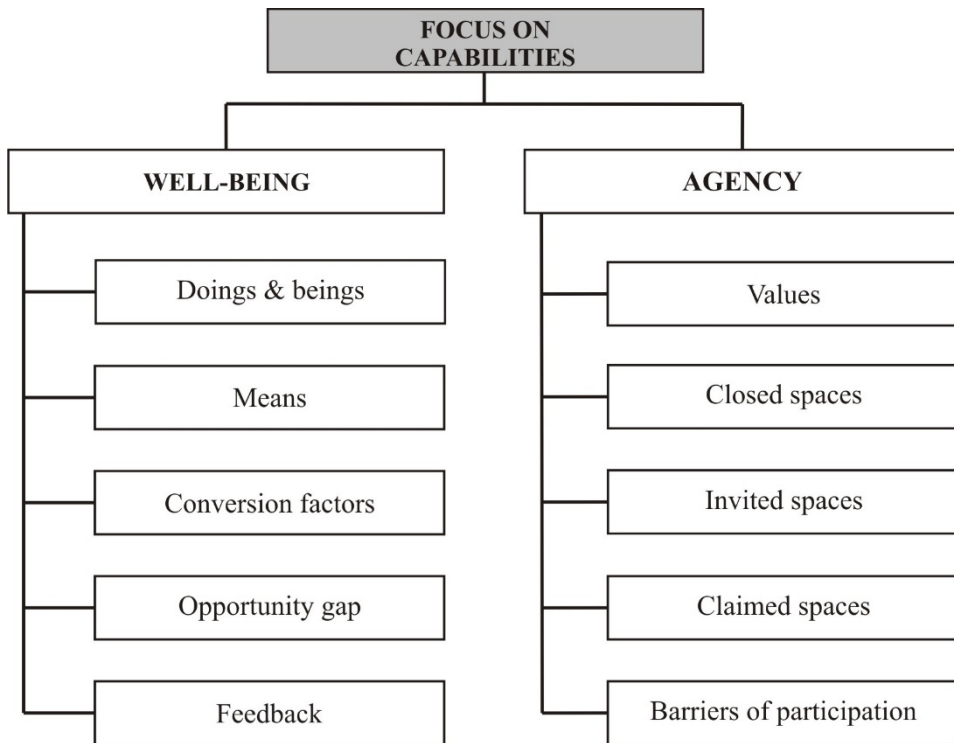 FOCUS ON
CAPABILITIES
WELL-BEING
Doings & beings
Means
Conversion factors
Opportunity gap
Feedback
AGENCY
Values
Closed spaces
Invited spaces
Claimed spaces
Barriers of participation